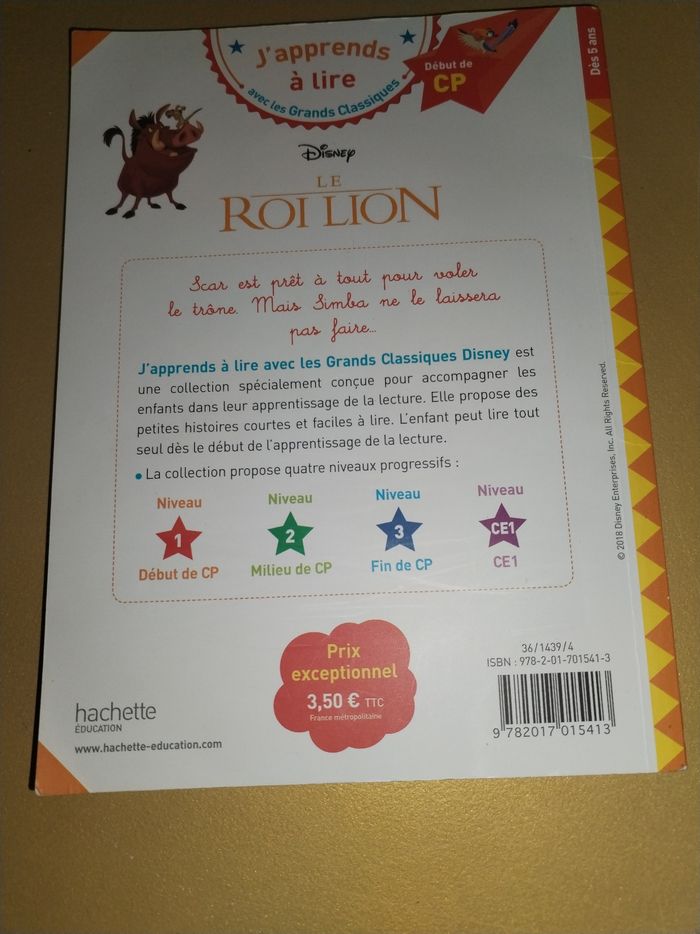 J'apprends
à lire
avec les Grands Classiques
Début de
CP
Dès 5 ans
Disney
LE
ROI LION
Scar est prêt à tout pour voler
le trône. Mais Simba ne le laissera
pas faire...
J'apprends à lire avec les Grands Classiques Disney est
une collection spécialement conçue pour accompagner les
enfants dans leur apprentissage de la lecture. Elle propose des
petites histoires courtes et faciles à lire. L'enfant peut lire tout
seul dès le début de l'apprentissage de la lecture.
• La collection propose quatre niveaux progressifs :
Niveau
1
Début de CP
Niveau
2
Milieu de CP
Niveau
3
Fin de CP
Niveau
CE1
CE1
© 2018 Disney Enterprises, Inc. All Rights Reserved.
Prix
exceptionnel
3,50 € TTC
France métropolitaine
hachette
ÉDUCATION
www.hachette-education.com
36/1439/4
ISBN : 978-2-01-701541-3
9 782017 015413